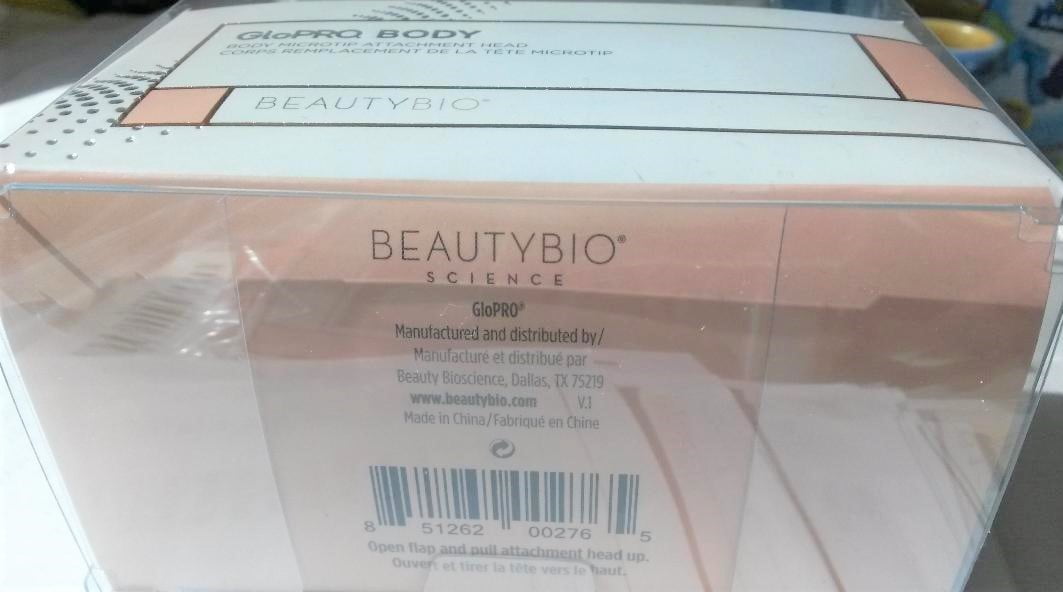 GloPRO BODY
BODY MICROTIP ATTACHMENT HEAD
CORPS REMPLACEMENT DE LA TÊTE MICROTIP
BEAUTYBIO™
BEAUTYBIO®
SCIENCE
GloPRO®
Manufactured and distributed by/
Manufacturé et distribué par
Beauty Bioscience, Dallas, TX 75219
www.beautybio.com V.1
Made in China/Fabriqué en Chine
8 51262 00276 5
Open flap and pull attachment head up.
Ouvert et tirer la tête vers le haut.